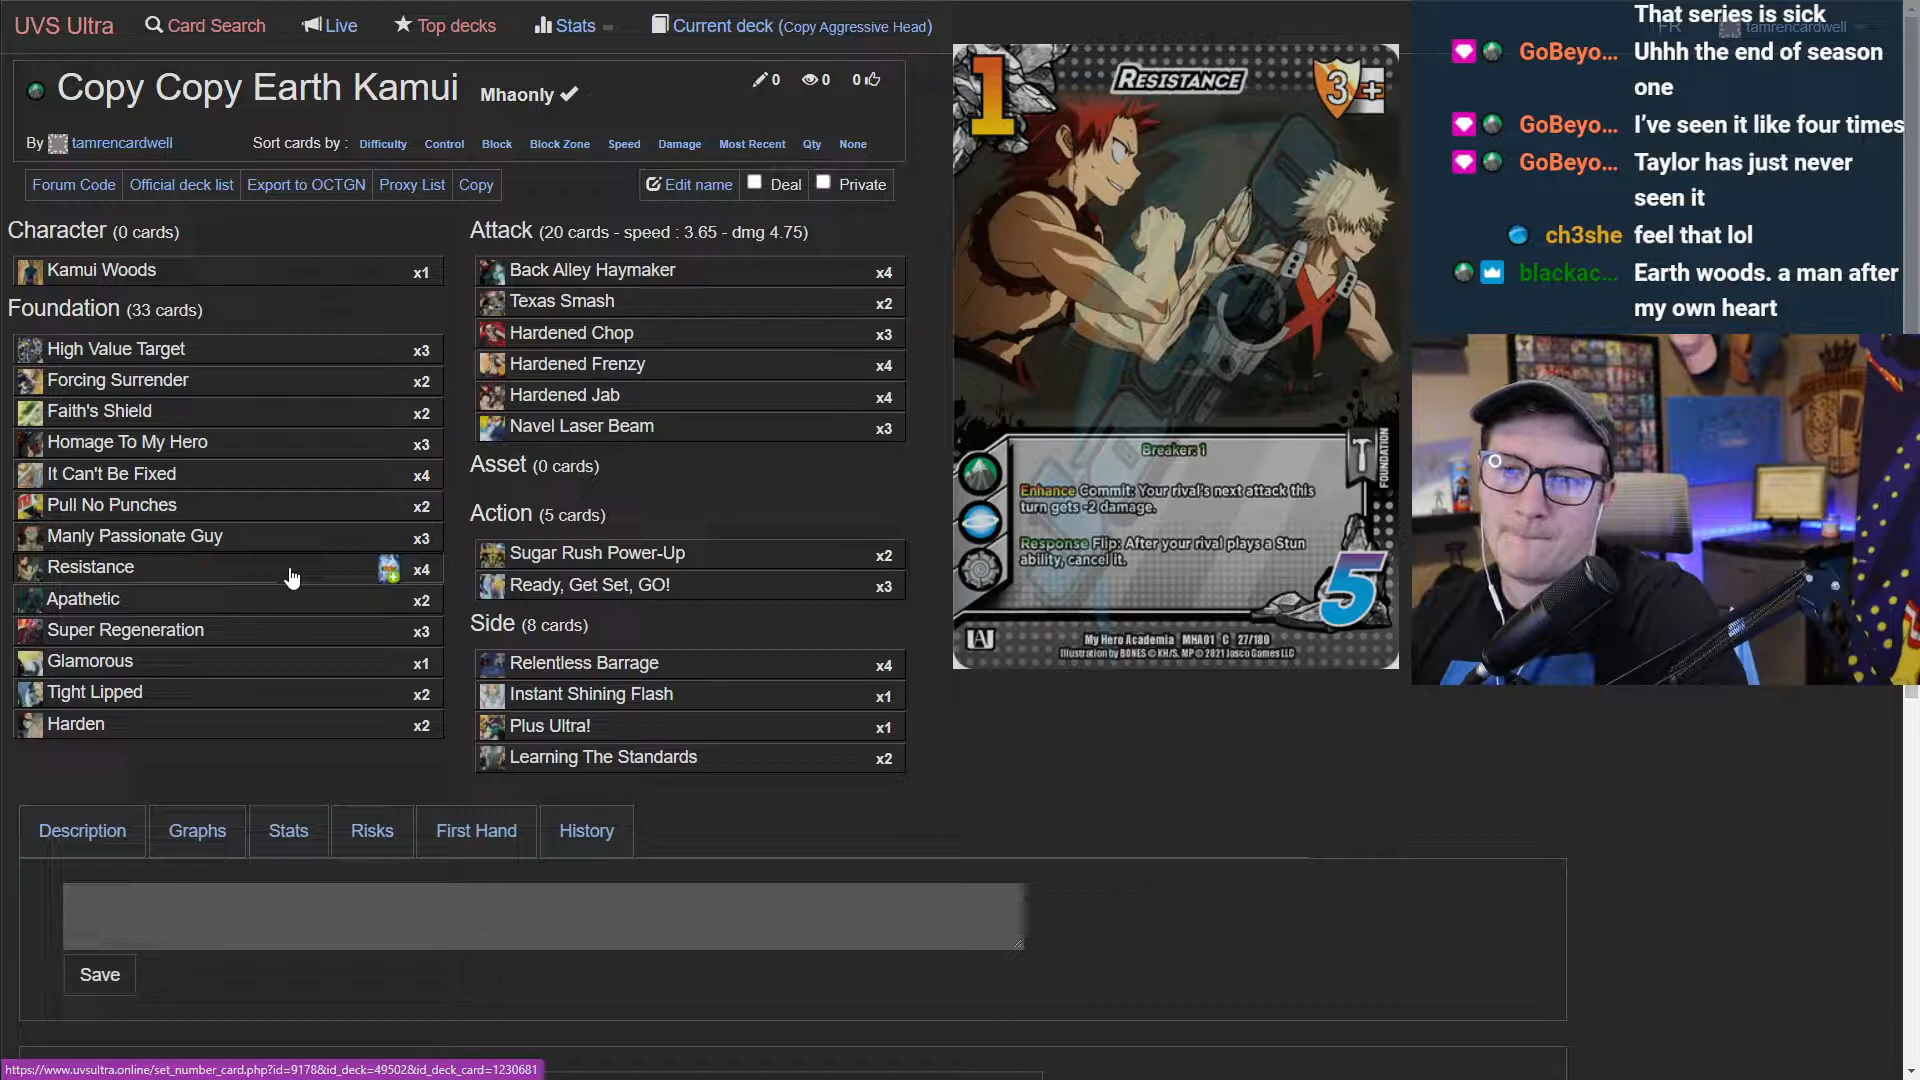 UVS Ultra
Card Search
Live
Top decks
Stats
Current deck (Copy Aggressive Head)
FR
tamrencardwell
Copy Copy Earth Kamui
Mhaonly
0
0
0
By tamrencardwell
Sort cards by :
Difficulty
Control
Block
Block Zone
Speed
Damage
Most Recent
Qty
None
Forum Code
Official deck list
Export to OCTGN
Proxy List
Copy
Edit name
Deal
Private
Character (0 cards)
Kamui Woods x1
Foundation (33 cards)
High Value Target x3
Forcing Surrender x2
Faith's Shield x2
Homage To My Hero x3
It Can't Be Fixed x4
Pull No Punches x2
Manly Passionate Guy x3
Resistance x4
Apathetic x2
Super Regeneration x3
Glamorous x1
Tight Lipped x2
Harden x2
Attack (20 cards - speed : 3.65 - dmg 4.75)
Back Alley Haymaker x4
Texas Smash x2
Hardened Chop x3
Hardened Frenzy x4
Hardened Jab x4
Navel Laser Beam x3
Asset (0 cards)
Action (5 cards)
Sugar Rush Power-Up x2
Ready, Get Set, GO! x3
Side (8 cards)
Relentless Barrage x4
Instant Shining Flash x1
Plus Ultra! x1
Learning The Standards x2
1
RESISTANCE
3+
Breaker: 1
FOUNDATION
Enhance Commit: Your rival's next attack this
turn gets -2 damage.
Response Flip: After your rival plays a Stun
ability, cancel it.
5
My Hero Academia MHA01 C 27/180
Illustration by BONES © KH/S, MP © 2021 Jasco Games LLC
That series is sick
GoBeyo... Uhhh the end of season
one
GoBeyo... I've seen it like four times
GoBeyo... Taylor has just never
seen it
ch3she feel that lol
blackac... Earth woods. a man after
my own heart
Description
Graphs
Stats
Risks
First Hand
History
Save
https://www.uvsultra.online/set_number_card.php?id=9178&id_deck=49502&id_deck_card=1230681